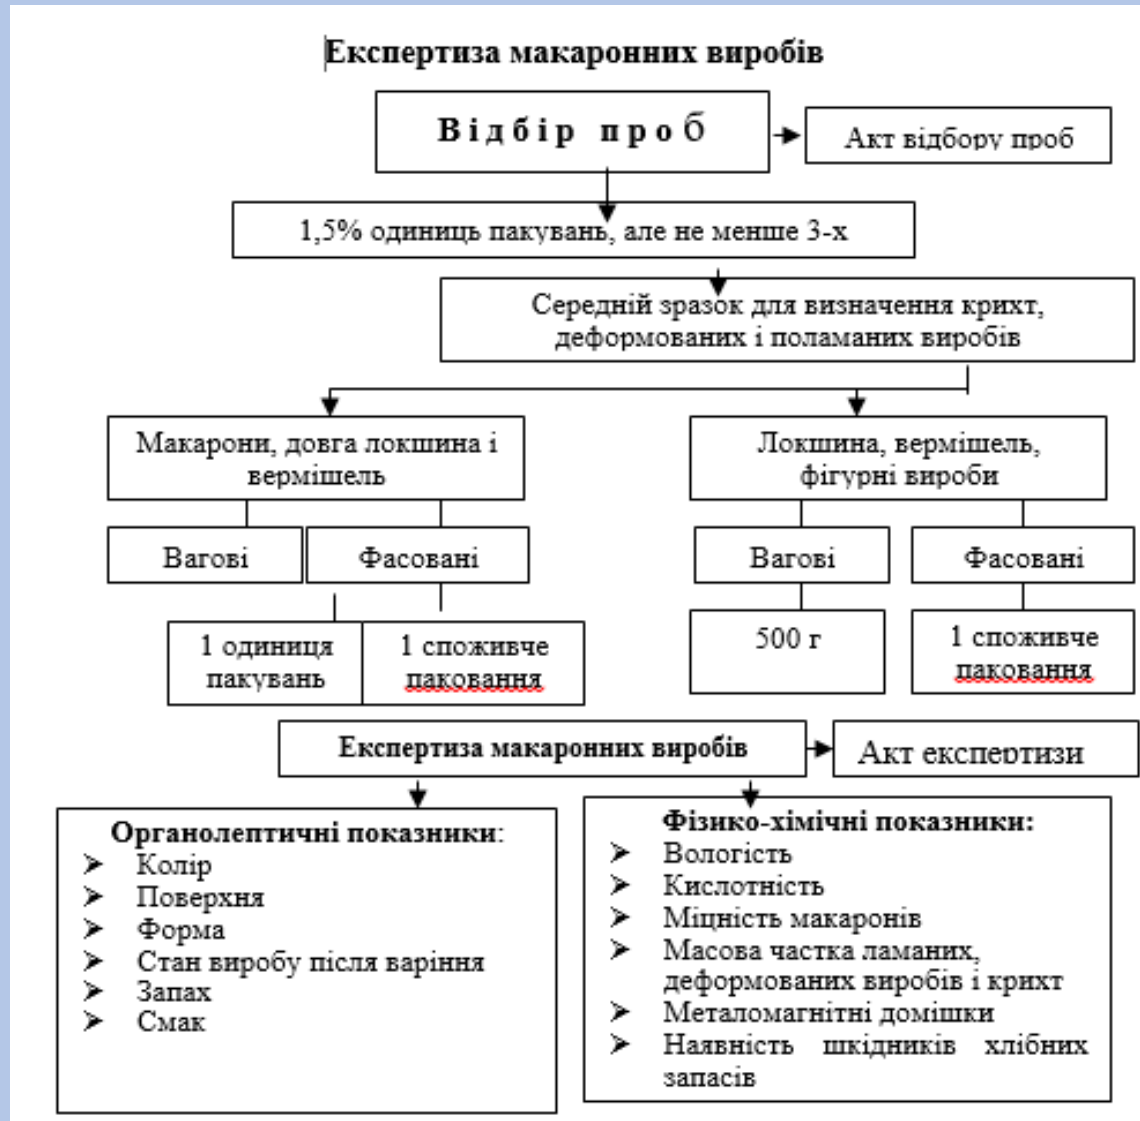 Експертиза макаронних виробів
Відбір проб
Акт відбору проб
1,5% одиниць пакувань, але не менше 3-х
Середній зразок для визначення крихт,
деформованих і поламаних виробів
Макарони, довга локшина і
вермішель
Локшина, вермішель,
фігурні вироби
Вагові
Фасовані
Вагові
Фасовані
1 одиниця
пакувань
1 споживче
паковання
500 г
1 споживче
паковання
Експертиза макаронних виробів
Акт експертизи
Органолептичні показники:
Колір
Поверхня
Форма
Стан виробу після варіння
Запах
Смак
Фізико-хімічні показники:
Вологість
Кислотність
Міцність макаронів
Масова частка ламаних,
деформованих виробів і крихт
Металомагнітні домішки
Наявність шкідників хлібних
запасів